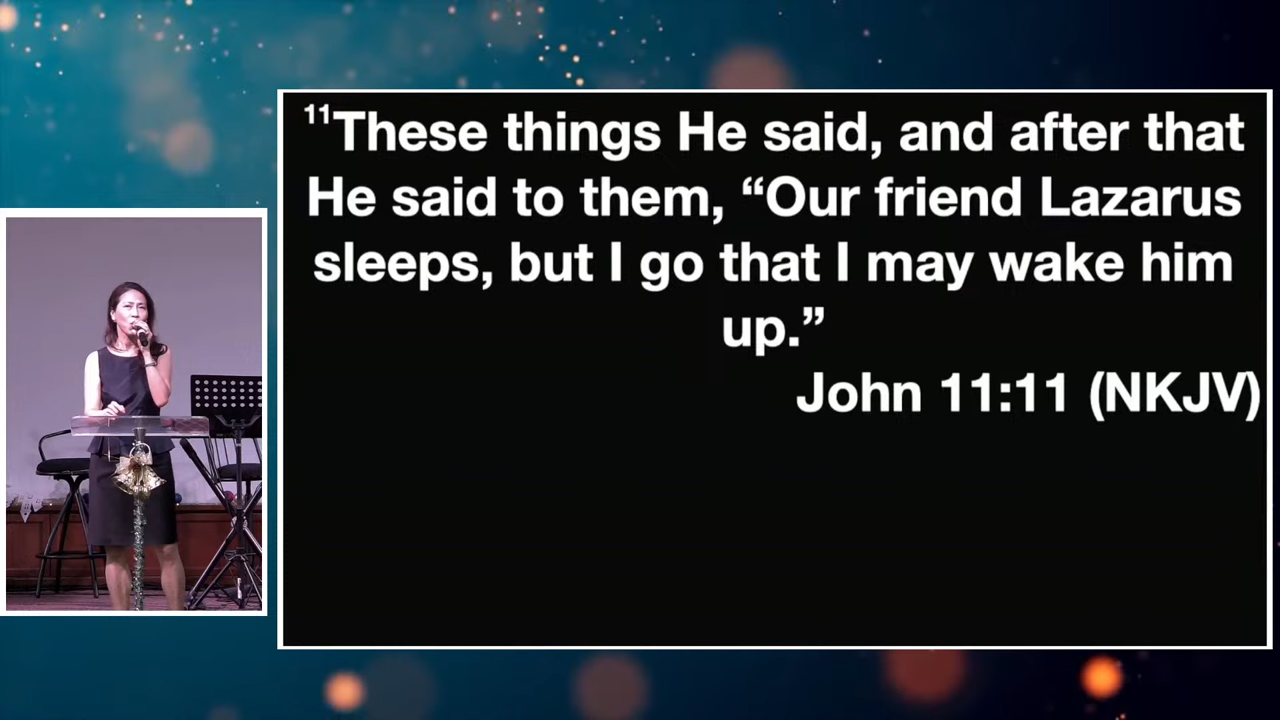 ¹¹These things He said, and after that
He said to them, “Our friend Lazarus
sleeps, but I go that I may wake him
up.”
John 11:11 (NKJV)